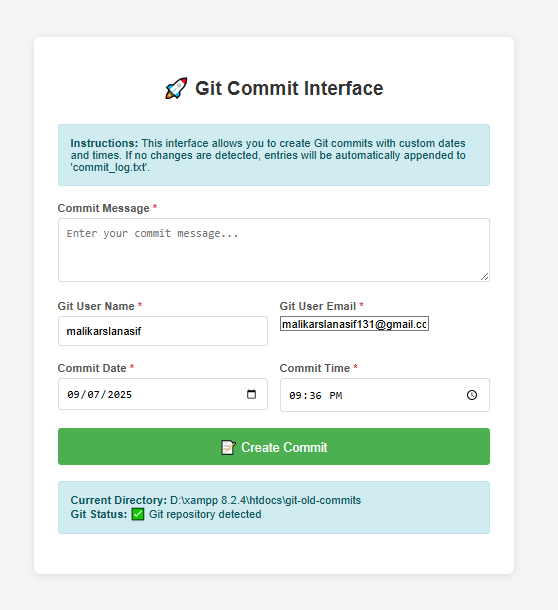 🚀 Git Commit Interface
Instructions: This interface allows you to create Git commits with custom dates
and times. If no changes are detected, entries will be automatically appended to
'commit_log.txt'.
Commit Message *
Enter your commit message...
Git User Name *
Git User Email *
malikarslanasif
malikarslanasif131@gmail.cc
Commit Date *
Commit Time *
09/07/2025
09:36 PM
📝 Create Commit
Current Directory: D:\xampp 8.2.4\htdocs\git-old-commits
Git Status: ✅ Git repository detected